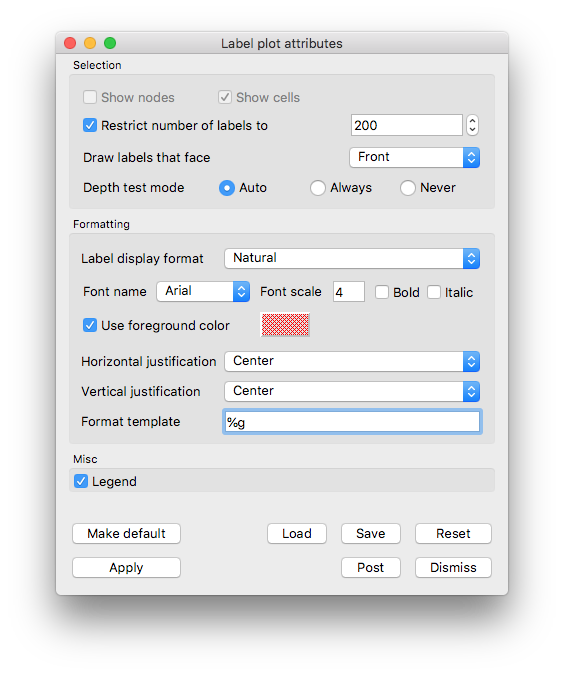 Label plot attributes
Selection
Show nodes Show cells
Restrict number of labels to 200
Draw labels that face Front
Depth test mode Auto Always Never
Formatting
Label display format Natural
Font name Arial Font scale 4 Bold Italic
Use foreground color
Horizontal justification Center
Vertical justification Center
Format template %g
Misc
Legend
Make default Load Save Reset
Apply Post Dismiss